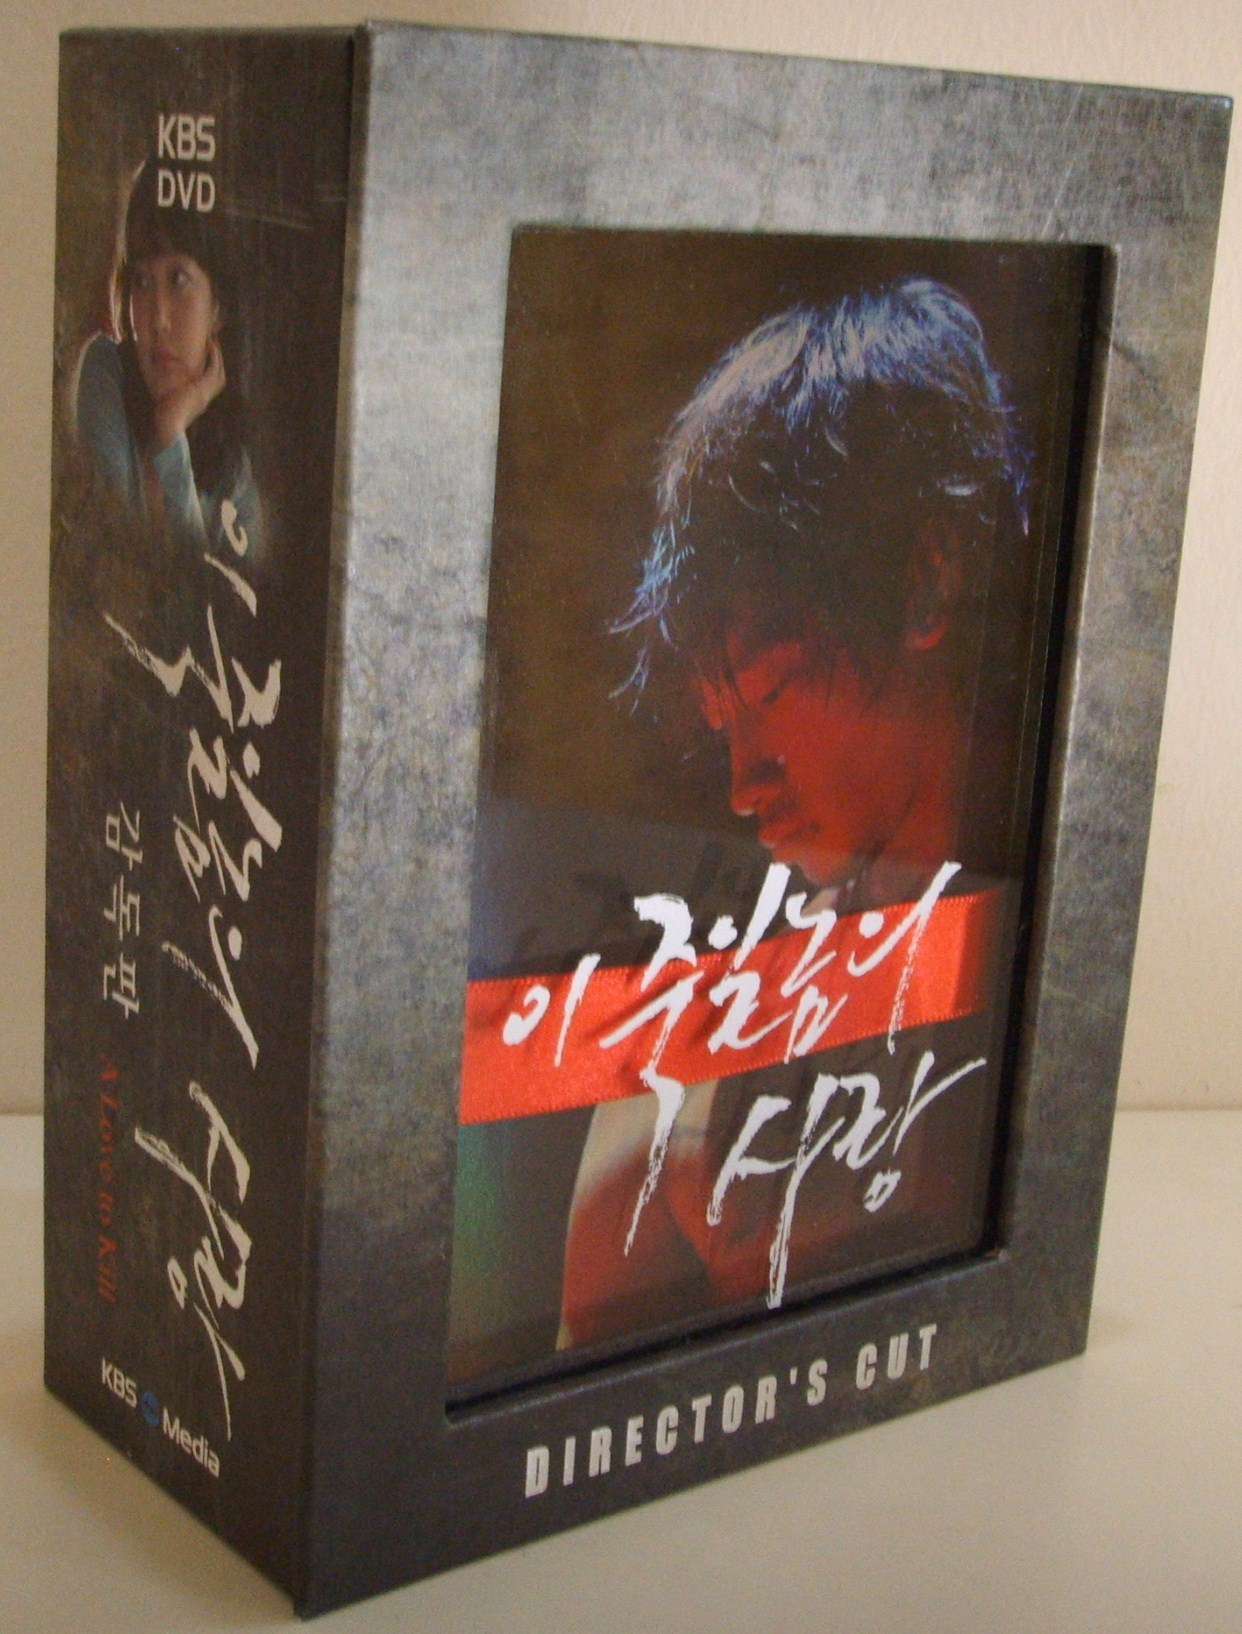 KBS
DVD
이 죽일놈의 사랑
감독판
A Love to Kill
KBS Media
이 죽일놈의
사랑
DIRECTOR'S CUT